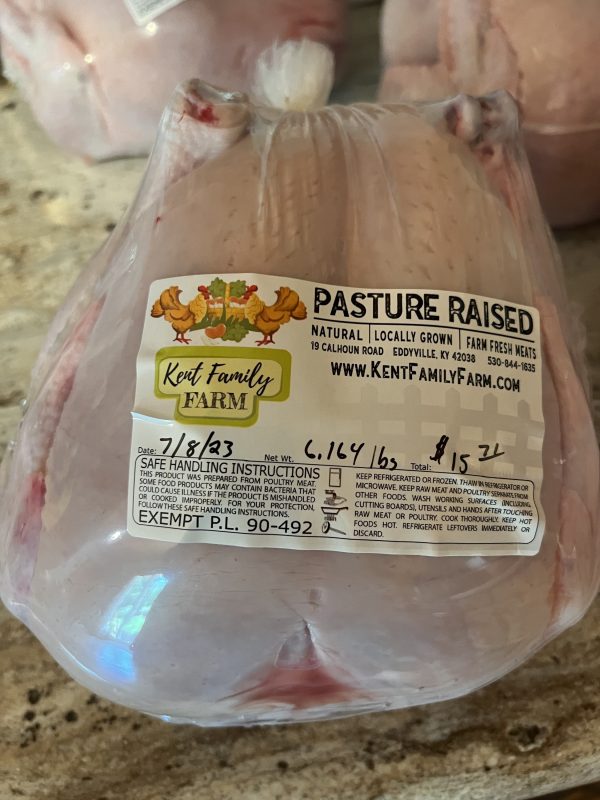 PASTURE RAISED
NATURAL | LOCALLY GROWN | FARM FRESH MEATS
19 CALHOUN ROAD EDDYVILLE, KY 42038 530-844-1635
WWW.KENTFAMILYFARM.COM
Kent Family
FARM
Date: 7/8/23 Net Wt. 6.164 lbs Total: $15
SAFE HANDLING INSTRUCTIONS
THIS PRODUCT WAS PREPARED FROM POULTRY MEAT.
SOME FOOD PRODUCTS MAY CONTAIN BACTERIA THAT
COULD CAUSE ILLNESS IF THE PRODUCT IS MISHANDLED
OR COOKED IMPROPERLY. FOR YOUR PROTECTION,
FOLLOW THESE SAFE HANDLING INSTRUCTIONS.
EXEMPT P.L. 90-492
KEEP REFRIGERATED OR FROZEN. THAW IN REFRIGERATOR OR
MICROWAVE. KEEP RAW MEAT AND POULTRY SEPARATE FROM
OTHER FOODS. WASH WORKING SURFACES (INCLUDING
CUTTING BOARDS), UTENSILS AND HANDS AFTER TOUCHING
RAW MEAT OR POULTRY. COOK THOROUGHLY. KEEP HOT
FOODS HOT. REFRIGERATE LEFTOVERS IMMEDIATELY OR
DISCARD.